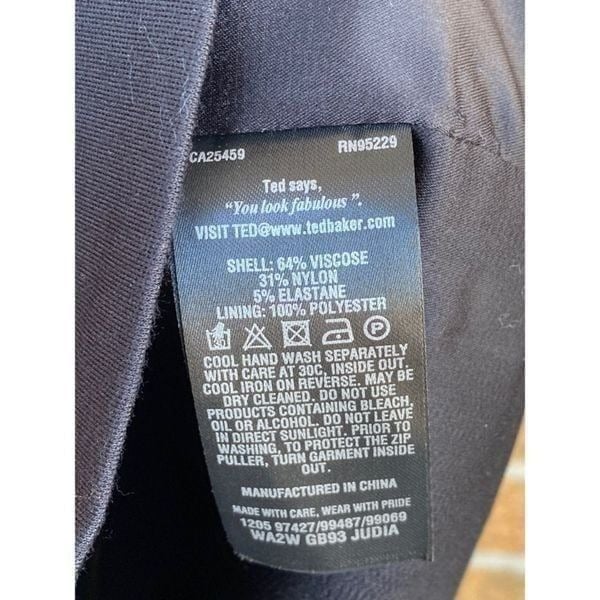 CA25459 RN95229
Ted says,
"You look fabulous".
VISIT TED@www.tedbaker.com
SHELL: 64% VISCOSE
31% NYLON
5% ELASTANE
LINING: 100% POLYESTER
P
COOL HAND WASH SEPARATELY
WITH CARE AT 30C, INSIDE OUT.
COOL IRON ON REVERSE. MAY BE
DRY CLEANED. DO NOT USE
PRODUCTS CONTAINING BLEACH,
OIL OR ALCOHOL. DO NOT LEAVE
IN DIRECT SUNLIGHT. PRIOR TO
WASHING, TO PROTECT THE ZIP
PULLER, TURN GARMENT INSIDE
OUT.
MANUFACTURED IN CHINA
MADE WITH CARE, WEAR WITH PRIDE
1205 97427/99487/99069
WA2W GB93 JUDIA